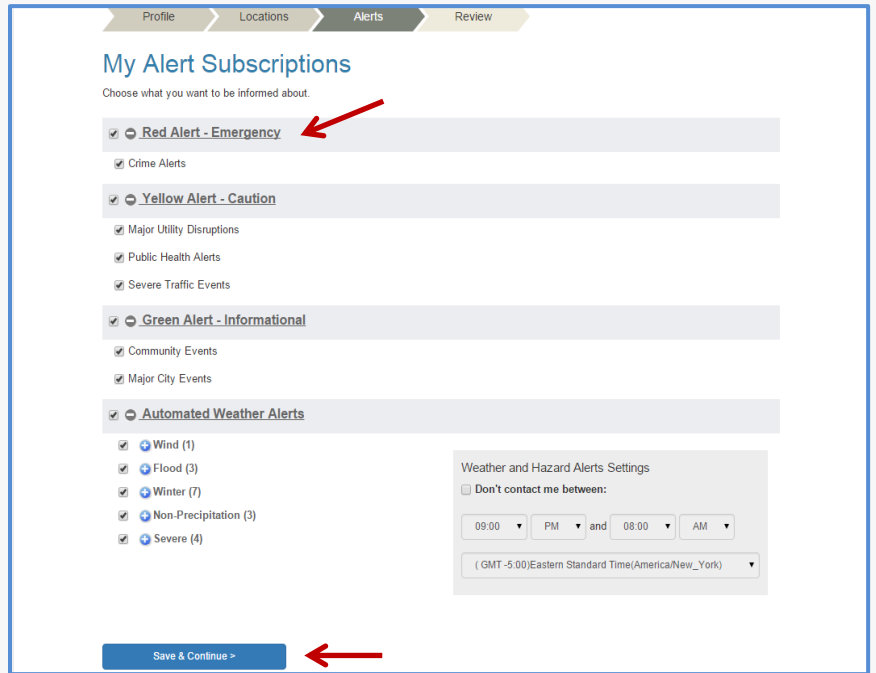 Profile Locations Alerts Review
My Alert Subscriptions
Choose what you want to be informed about.
Red Alert - Emergency
Crime Alerts
Yellow Alert - Caution
Major Utility Disruptions
Public Health Alerts
Severe Traffic Events
Green Alert - Informational
Community Events
Major City Events
Automated Weather Alerts
Wind (1)
Flood (3)
Winter (7)
Non-Precipitation (3)
Severe (4)
Weather and Hazard Alerts Settings
Don't contact me between:
09:00 PM and 08:00 AM
( GMT -5:00)Eastern Standard Time(America/New_York)
Save & Continue >